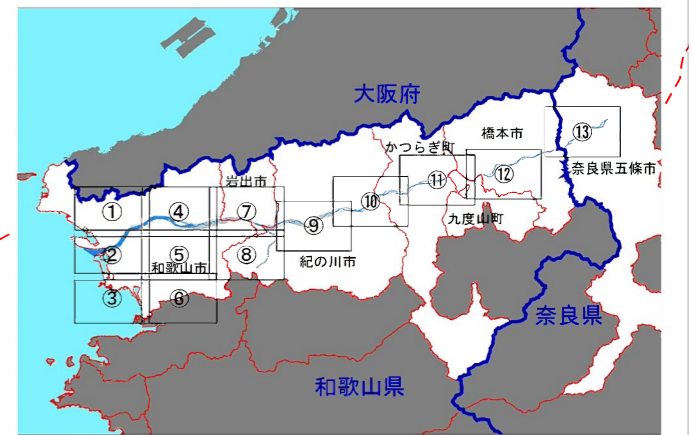 大阪府
橋本市
⑬
かつらぎ町
奈良県五條市
⑫
⑪
岩出市
⑩
九度山町
①
④
⑦
⑨
②
⑤
⑧
紀の川市
和歌山市
③
⑥
奈良県
和歌山県